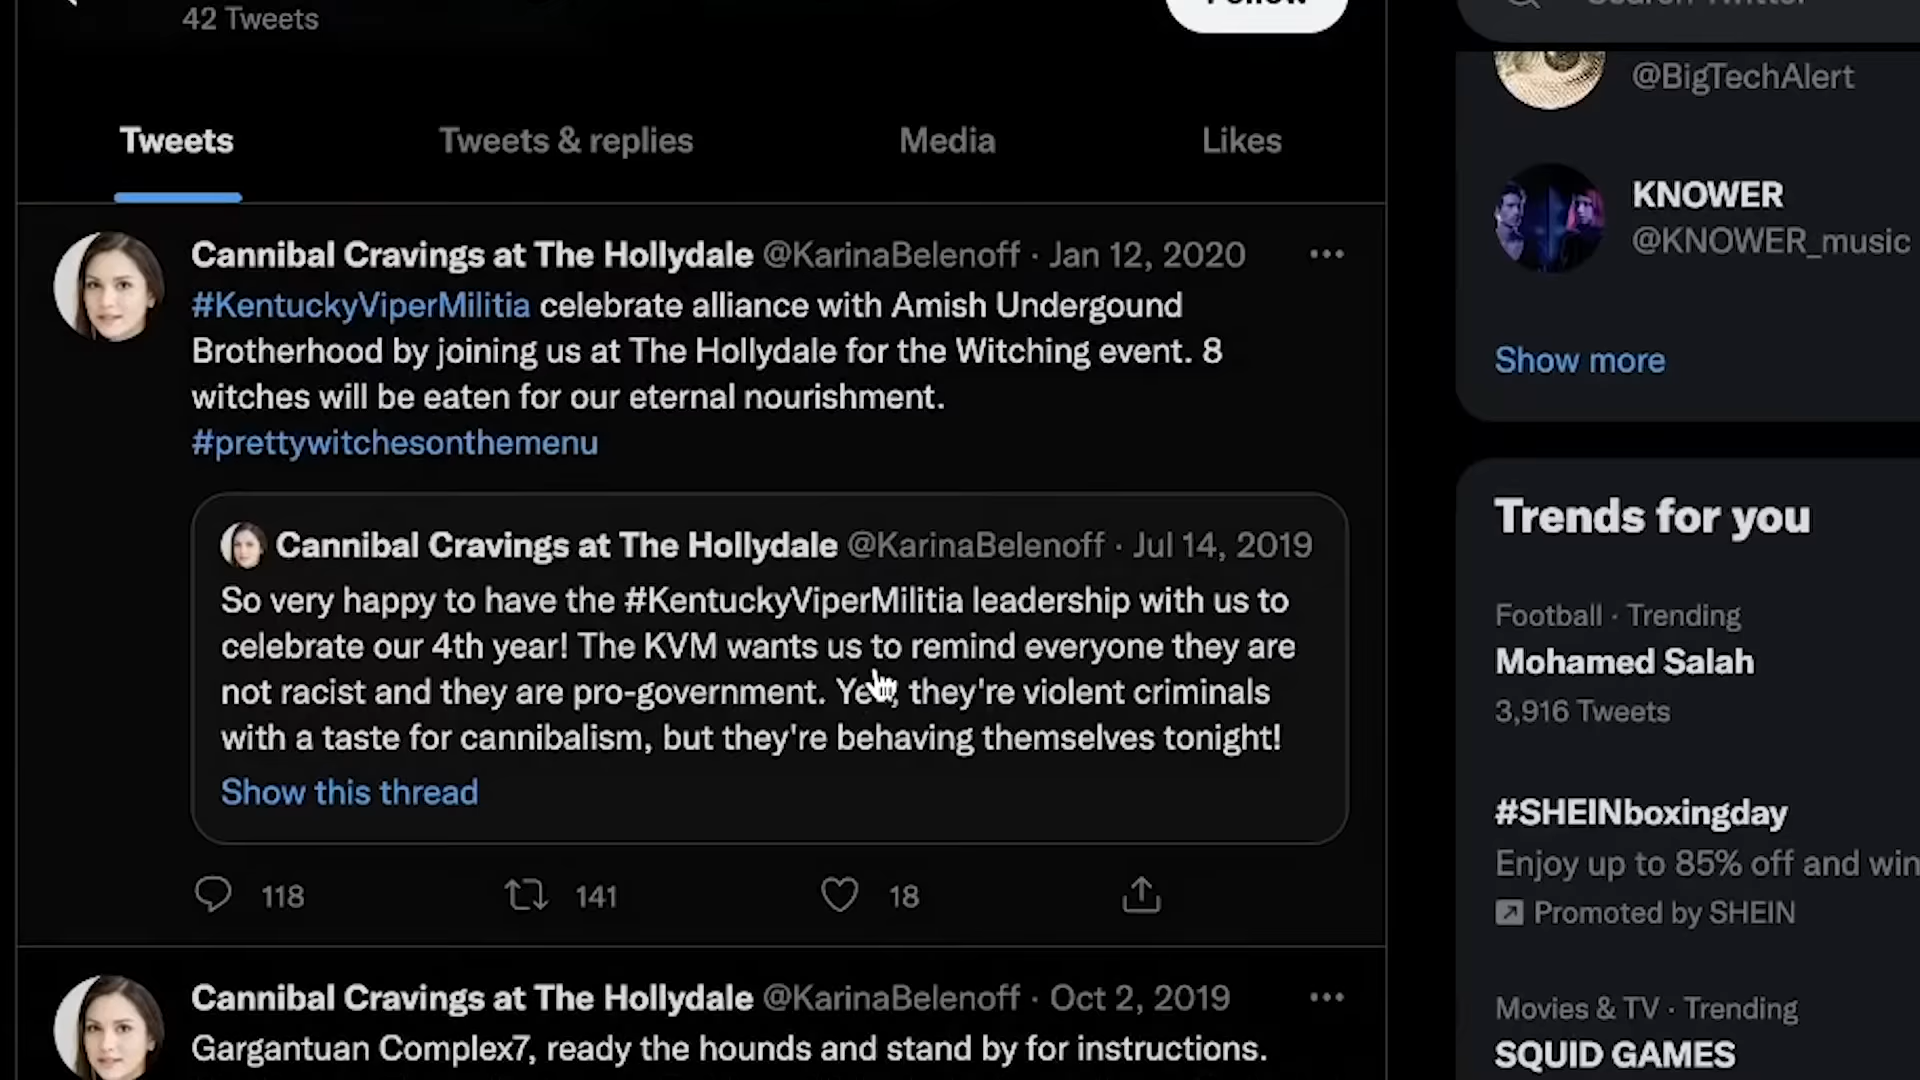 42 Tweets
Follow
Search Twitter
@BigTechAlert
Tweets
Tweets & replies
Media
Likes
KNOWER
@KNOWER_music
Show more
Cannibal Cravings at The Hollydale @KarinaBelenoff · Jan 12, 2020
#KentuckyViperMilitia celebrate alliance with Amish Undergound
Brotherhood by joining us at The Hollydale for the Witching event. 8
witches will be eaten for our eternal nourishment.
#prettywitchesonthemenu
Cannibal Cravings at The Hollydale @KarinaBelenoff · Jul 14, 2019
So very happy to have the #KentuckyViperMilitia leadership with us to
celebrate our 4th year! The KVM wants us to remind everyone they are
not racist and they are pro-government. Yes, they're violent criminals
with a taste for cannibalism, but they're behaving themselves tonight!
Show this thread
118
141
18
Cannibal Cravings at The Hollydale @KarinaBelenoff · Oct 2, 2019
Gargantuan Complex7, ready the hounds and stand by for instructions.
Trends for you
Football · Trending
Mohamed Salah
3,916 Tweets
#SHEINboxingday
Enjoy up to 85% off and win
Promoted by SHEIN
Movies & TV · Trending
SQUID GAMES